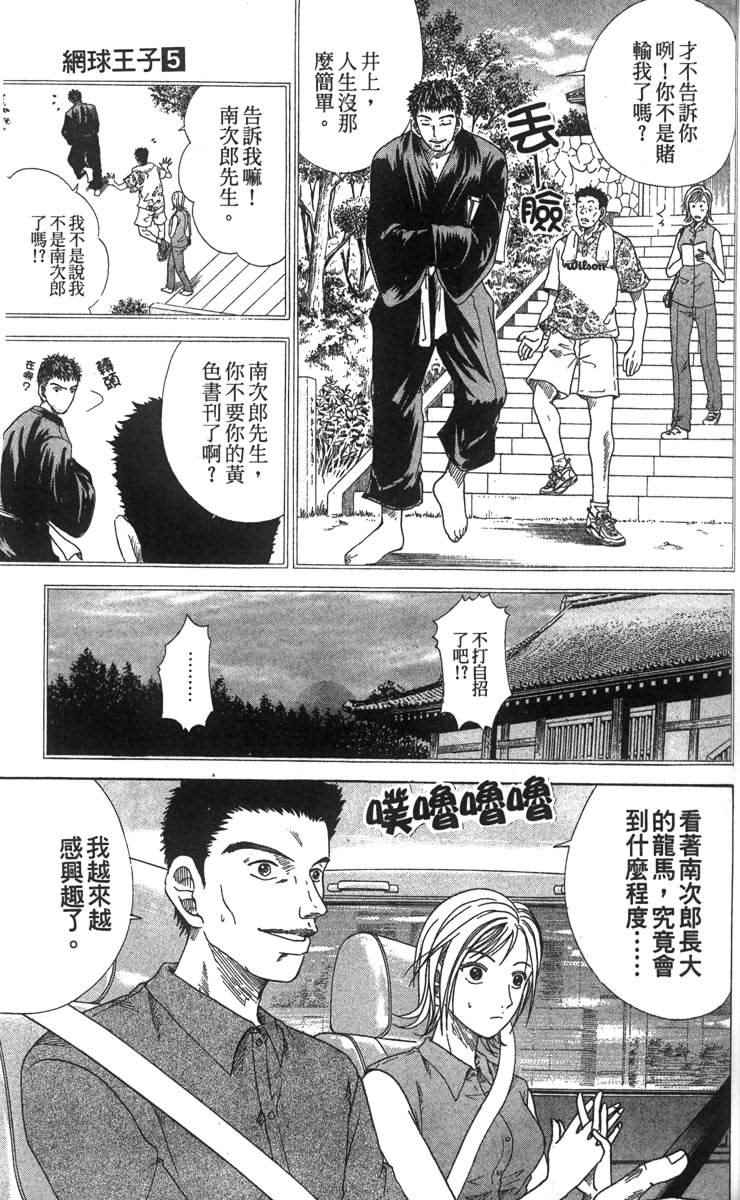 才不告訴你
咧！你不是賭
輸我了嗎？
井上，
人生沒那
麼簡單。
丟
臉
Wilson
網球王子5
告訴我嘛！
南次郎先生。
我不是說我
不是南次郎
了嗎！？
南次郎先生，
你不要你的黃
色書刊了啊？
轉頭
在哪？
不打自招
了吧！？
………
噗嚕嚕嚕
看著南次郎長大
的龍馬，究竟會
到什麼程度……
我越來越
感興趣了。